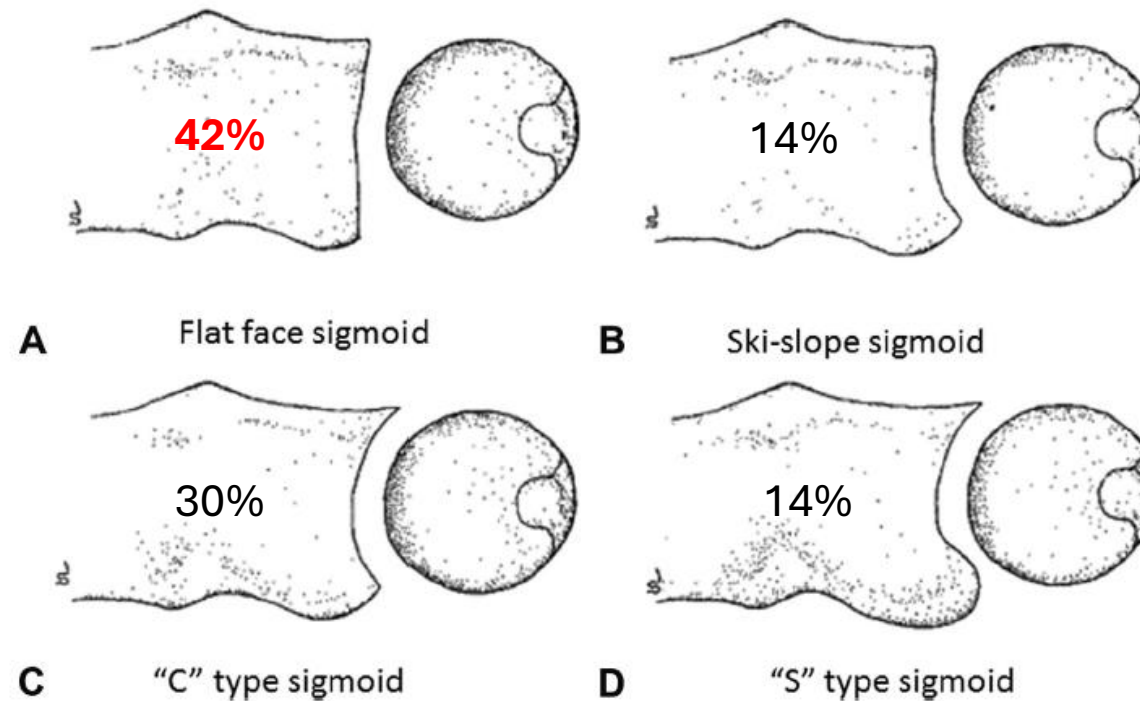 42%
14%
A Flat face sigmoid
B Ski-slope sigmoid
30%
14%
C "C" type sigmoid
D "S" type sigmoid